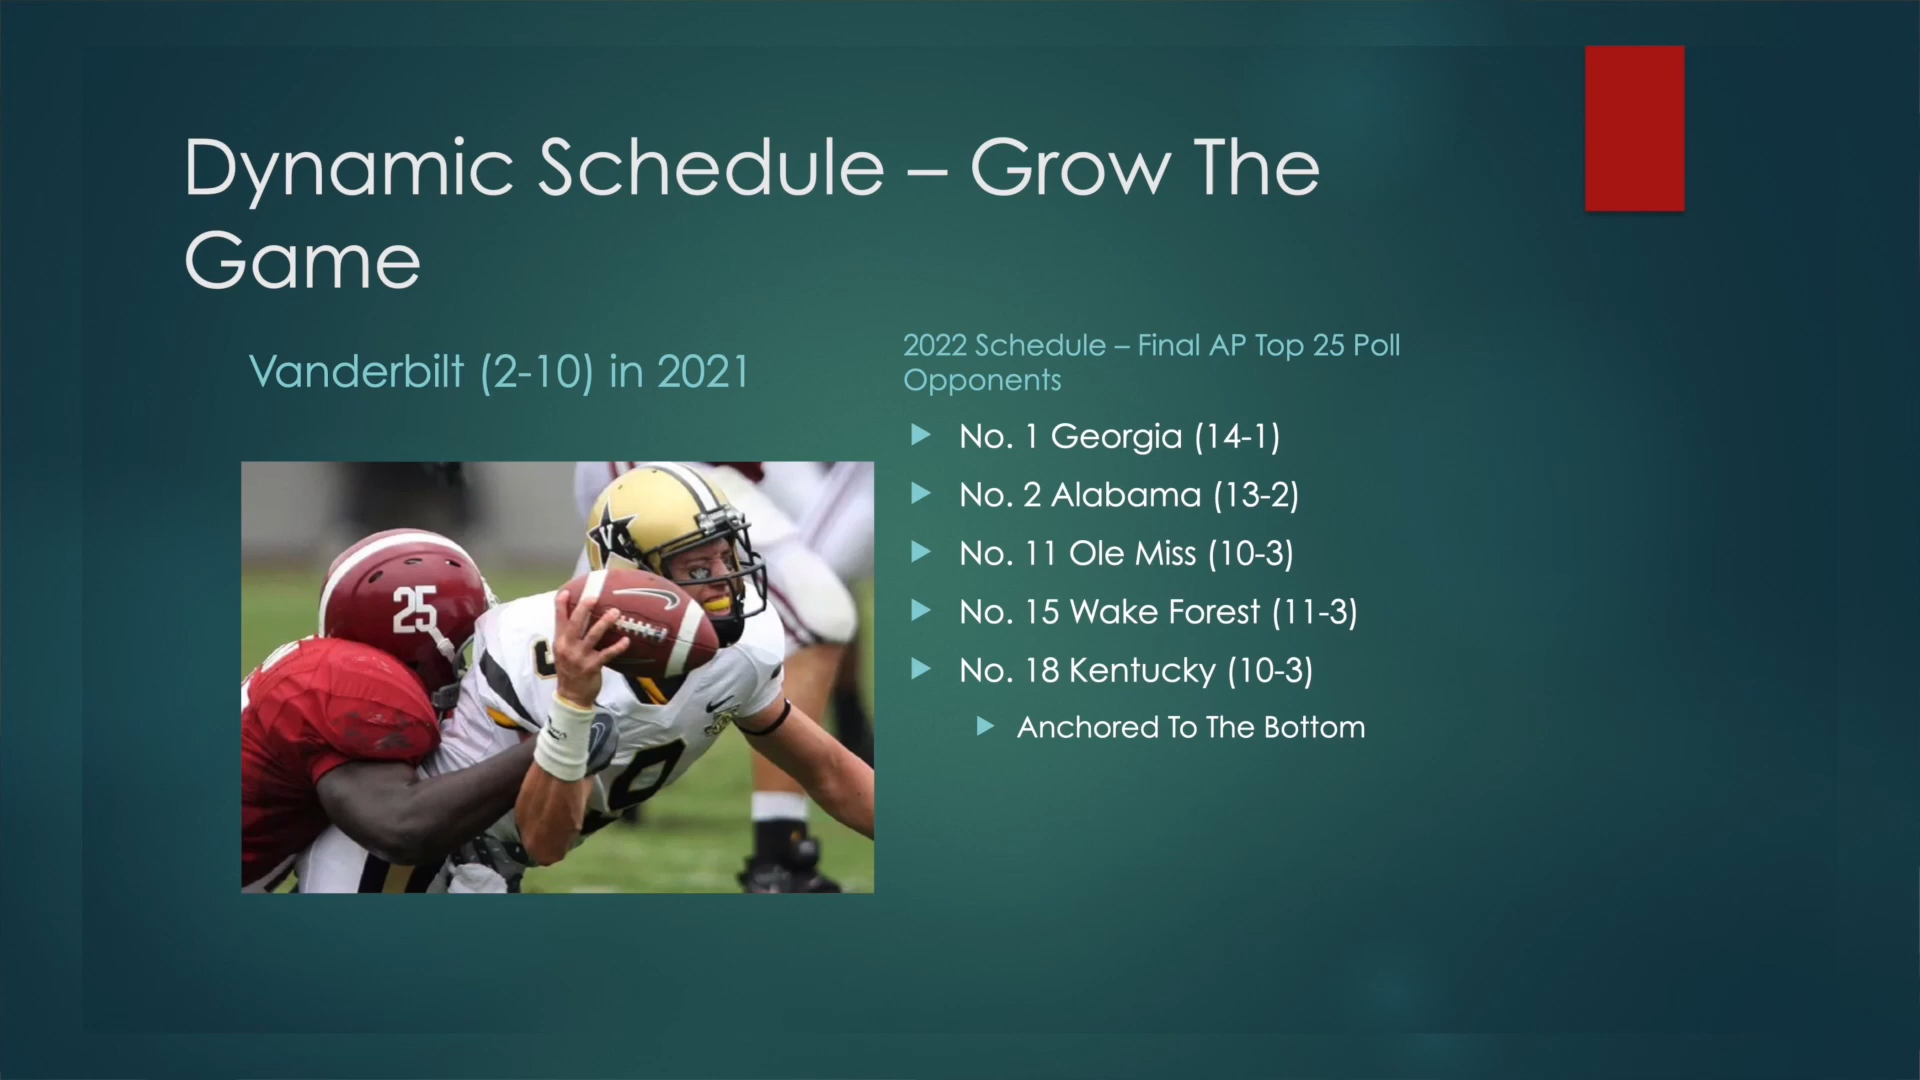 Dynamic Schedule – Grow The
Game
Vanderbilt (2-10) in 2021
2022 Schedule – Final AP Top 25 Poll
Opponents
No. 1 Georgia (14-1)
No. 2 Alabama (13-2)
No. 11 Ole Miss (10-3)
No. 15 Wake Forest (11-3)
No. 18 Kentucky (10-3)
Anchored To The Bottom
25
V
9